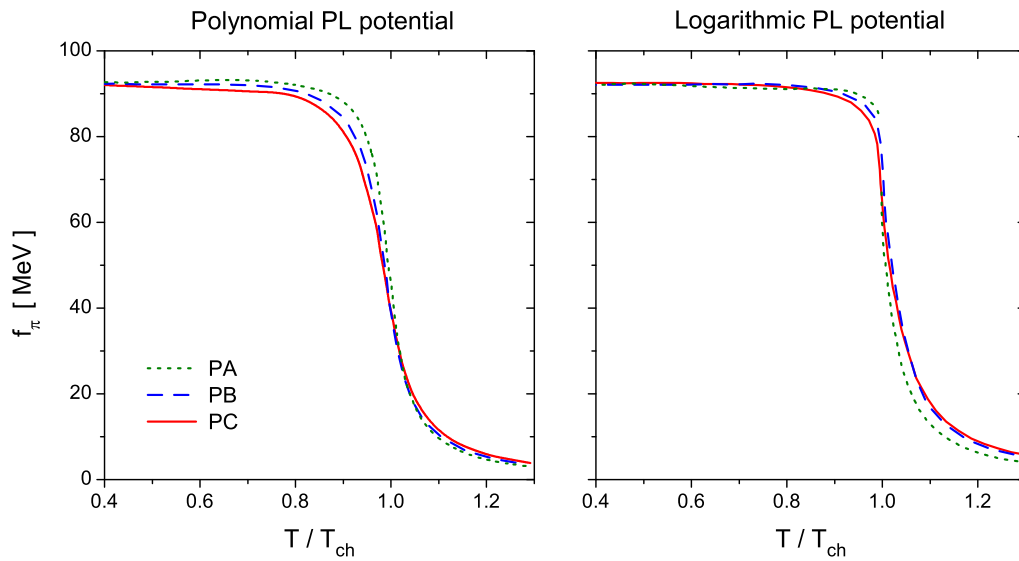 Polynomial PL potential
Logarithmic PL potential
100
80
60
40
20
0
f_π [ MeV ]
PA
PB
PC
0.4 0.6 0.8 1.0 1.2
0.4 0.6 0.8 1.0 1.2
T / T_ch
T / T_ch